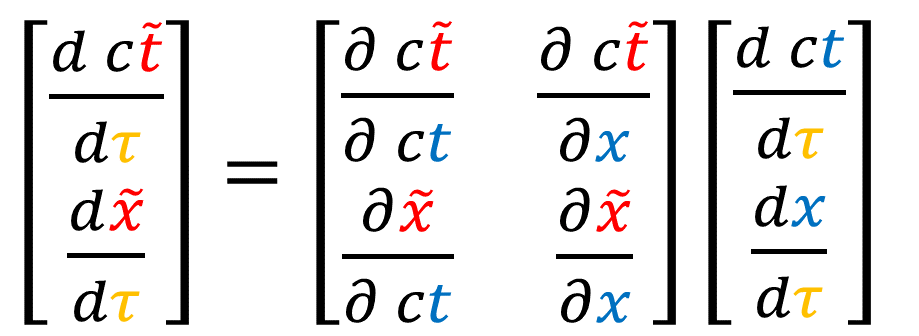 [d ct̃/dτ] = [∂ ct̃/∂ ct  ∂ ct̃/∂x] [d ct/dτ]
[dx̃/dτ]   [∂x̃/∂ ct  ∂x̃/∂x] [dx/dτ]